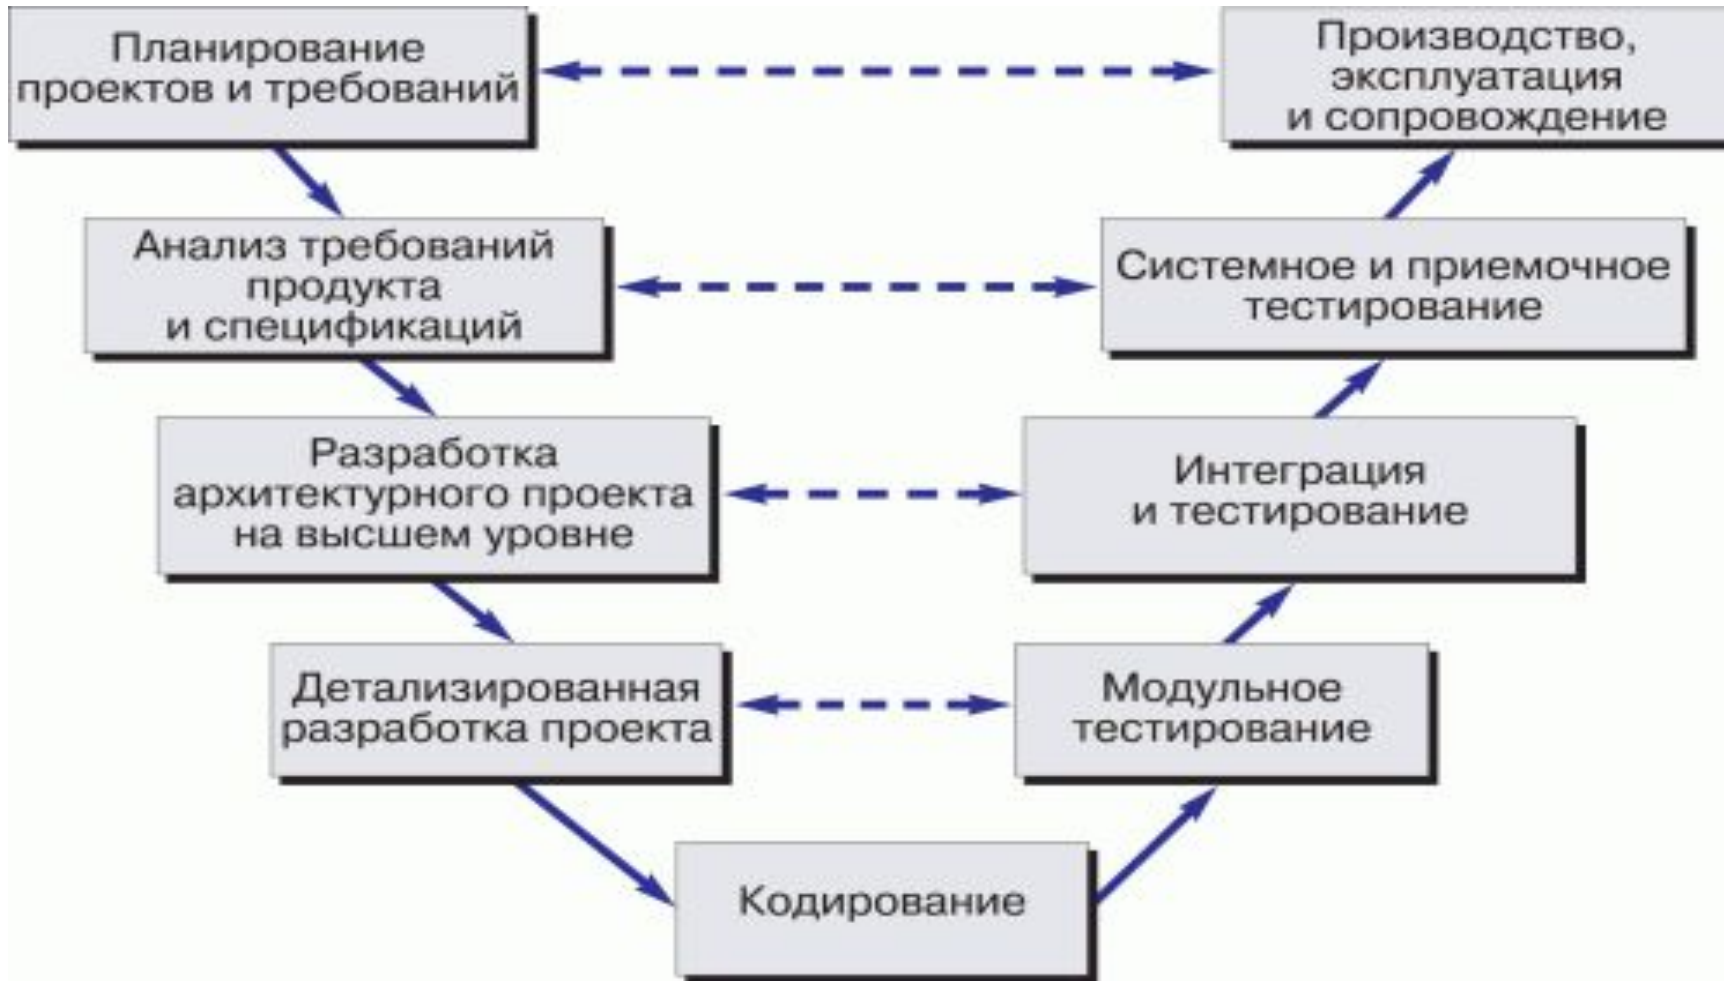 Планирование
проектов и требований
Производство,
эксплуатация
и сопровождение
Анализ требований
продукта
и спецификаций
Системное и приемочное
тестирование
Разработка
архитектурного проекта
на высшем уровне
Интеграция
и тестирование
Детализированная
разработка проекта
Модульное
тестирование
Кодирование